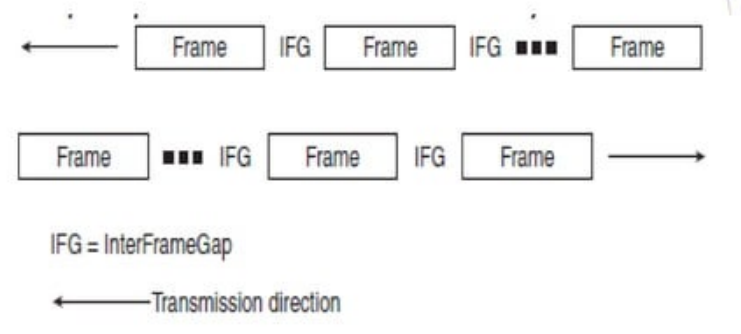 Frame IFG Frame IFG Frame
Frame IFG Frame IFG Frame
IFG = InterFrameGap
Transmission direction